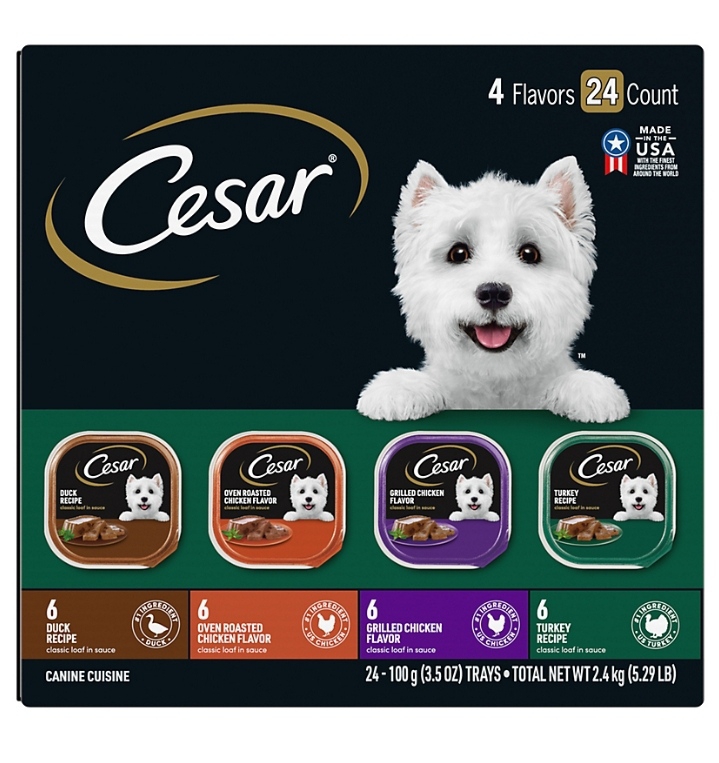 4 Flavors 24 Count
MADE
IN THE
USA
WITH THE FINEST
INGREDIENTS FROM
AROUND THE WORLD
Cesar®
™
Cesar
DUCK
RECIPE
classic loaf in sauce
Cesar
OVEN ROASTED
CHICKEN FLAVOR
classic loaf in sauce
Cesar
GRILLED CHICKEN
FLAVOR
classic loaf in sauce
Cesar
TURKEY
RECIPE
classic loaf in sauce
6
DUCK
RECIPE
classic loaf in sauce
#1 INGREDIENT
• DUCK •
6
OVEN ROASTED
CHICKEN FLAVOR
classic loaf in sauce
#1 INGREDIENT
US CHICKEN
6
GRILLED CHICKEN
FLAVOR
classic loaf in sauce
#1 INGREDIENT
US CHICKEN
6
TURKEY
RECIPE
classic loaf in sauce
#1 INGREDIENT
US TURKEY
CANINE CUISINE
24 - 100 g (3.5 OZ) TRAYS • TOTAL NET WT 2.4 kg (5.29 LB)